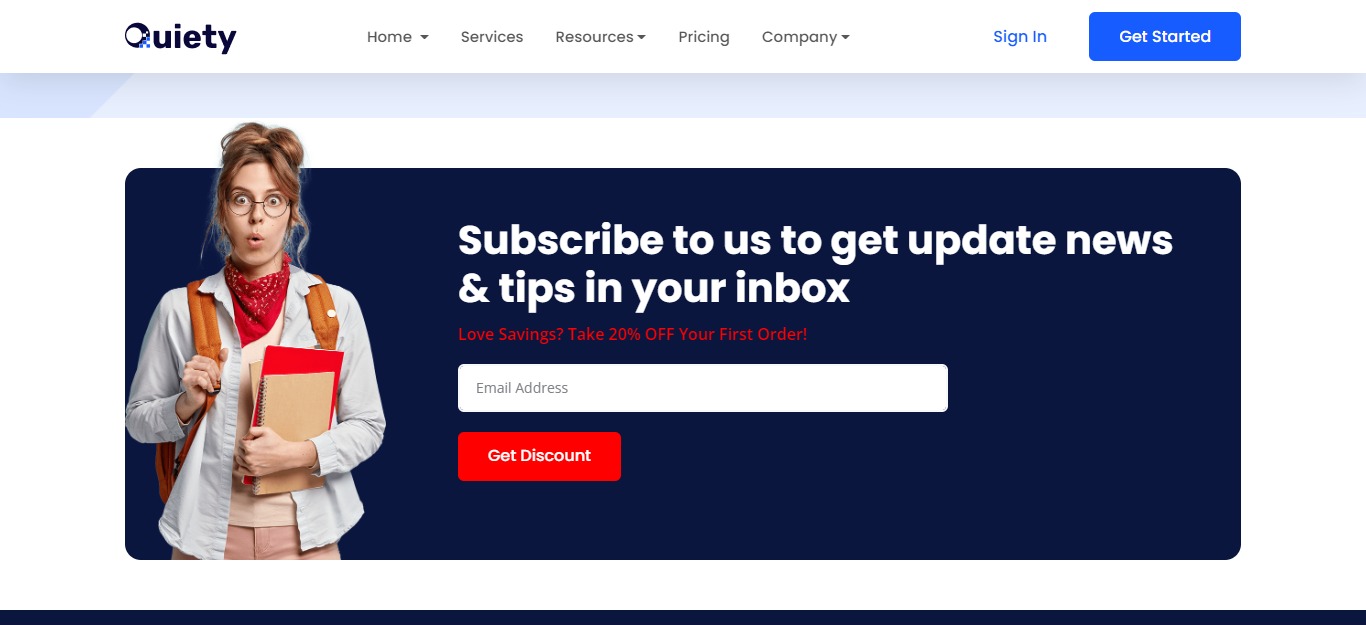 Quiety
Home
Services
Resources
Pricing
Company
Sign In
Get Started
Subscribe to us to get update news
& tips in your inbox
Love Savings? Take 20% OFF Your First Order!
Email Address
Get Discount